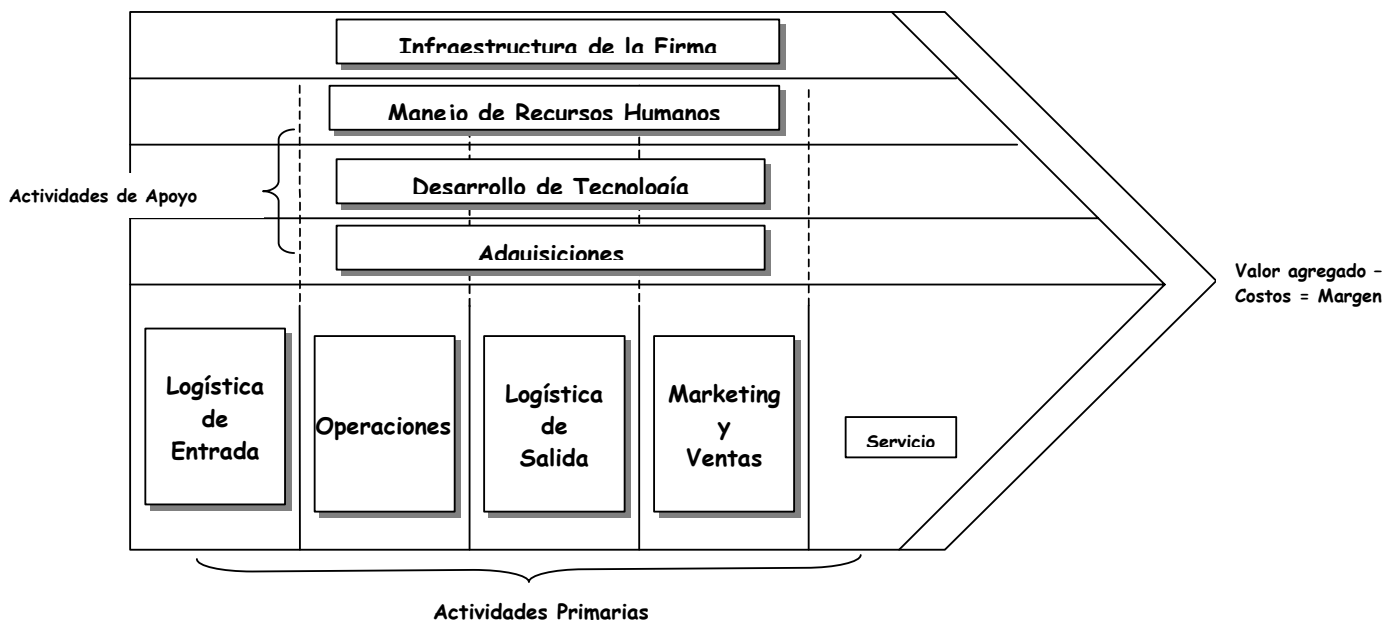 Infraestructura de la Firma
Manejo de Recursos Humanos
Desarrollo de Tecnología
Actividades de Apoyo
Adquisiciones
Valor agregado –
Costos = Margen
Logística
de
Entrada
Operaciones
Logística
de
Salida
Marketing
y
Ventas
Servicio
Actividades Primarias